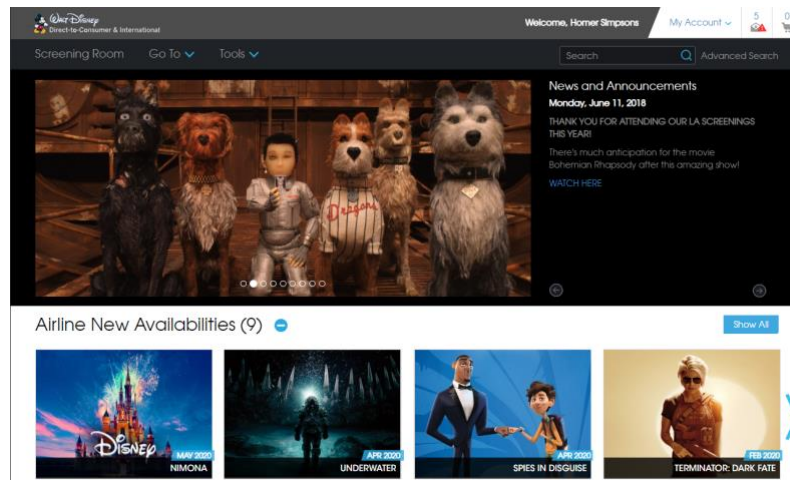 WALT DISNEY
Direct-to-Consumer & International
Welcome, Homer Simpsons
My Account
5
0
Screening Room
Go To
Tools
Search
Advanced Search
News and Announcements
Monday, June 11, 2018
THANK YOU FOR ATTENDING OUR LA SCREENINGS
THIS YEAR!
There's much anticipation for the movie
Bohemian Rhapsody after this amazing show!
WATCH HERE
Dragons
Airline New Availabilities (9)
Show All
DISNEY
MAY 2020
NIMONA
APR 2020
UNDERWATER
APR 2020
SPIES IN DISGUISE
FEB 2020
TERMINATOR: DARK FATE